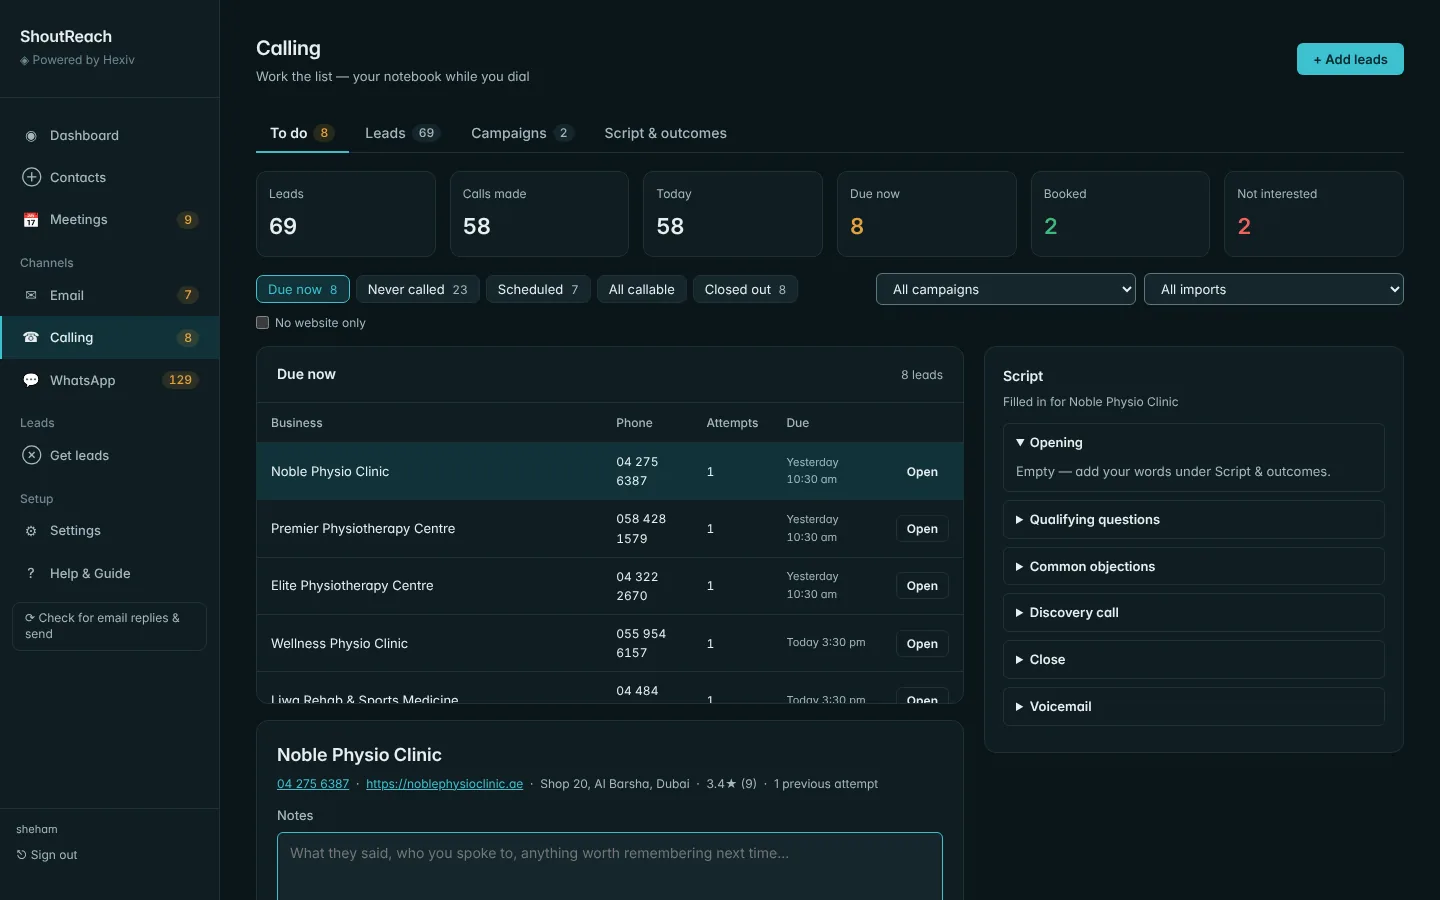 ShoutReach
◈ Powered by Hexiv
Dashboard
Contacts
Meetings 9
Channels
Email 7
Calling 8
WhatsApp 129
Leads
Get leads
Setup
Settings
? Help & Guide
⟳ Check for email replies & send
sheham
Sign out
Calling
Work the list — your notebook while you dial
+ Add leads
To do 8 Leads 69 Campaigns 2 Script & outcomes
Leads Calls made Today Due now Booked Not interested
69 58 58 8 2 2
Due now 8 Never called 23 Scheduled 7 All callable Closed out 8 All campaigns All imports
No website only
Due now 8 leads
Business Phone Attempts Due
Noble Physio Clinic 04 275 6387 1 Yesterday 10:30 am Open
Premier Physiotherapy Centre 058 428 1579 1 Yesterday 10:30 am Open
Elite Physiotherapy Centre 04 322 2670 1 Yesterday 10:30 am Open
Wellness Physio Clinic 055 954 6157 1 Today 3:30 pm Open
Liwa Rehab & Sports Medicine 04 484 1 Today 3:30 pm Open
Noble Physio Clinic
04 275 6387 · https://noblephysioclinic.ae · Shop 20, Al Barsha, Dubai · 3.4★ (9) · 1 previous attempt
Notes
What they said, who you spoke to, anything worth remembering next time...
Script
Filled in for Noble Physio Clinic
Opening
Empty — add your words under Script & outcomes.
Qualifying questions
Common objections
Discovery call
Close
Voicemail